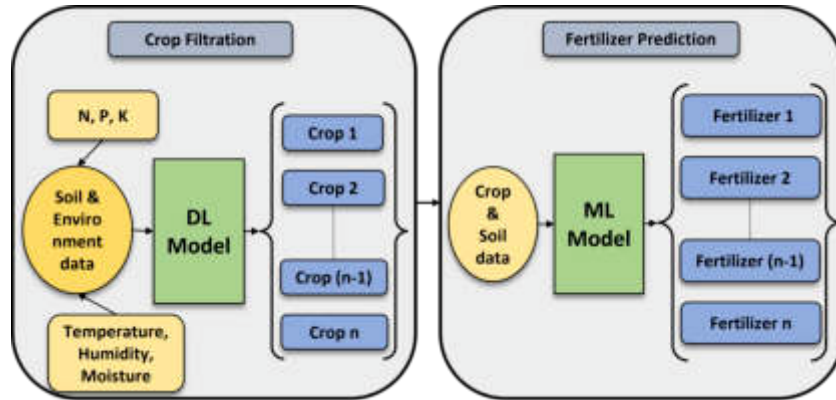 Crop Filtration
N, P, K
Soil &
Enviro
nment
data
Temperature,
Humidity,
Moisture
DL
Model
Crop 1
Crop 2
Crop (n-1)
Crop n
Fertilizer Prediction
Crop
&
Soil
data
ML
Model
Fertilizer 1
Fertilizer 2
Fertilizer (n-1)
Fertilizer n